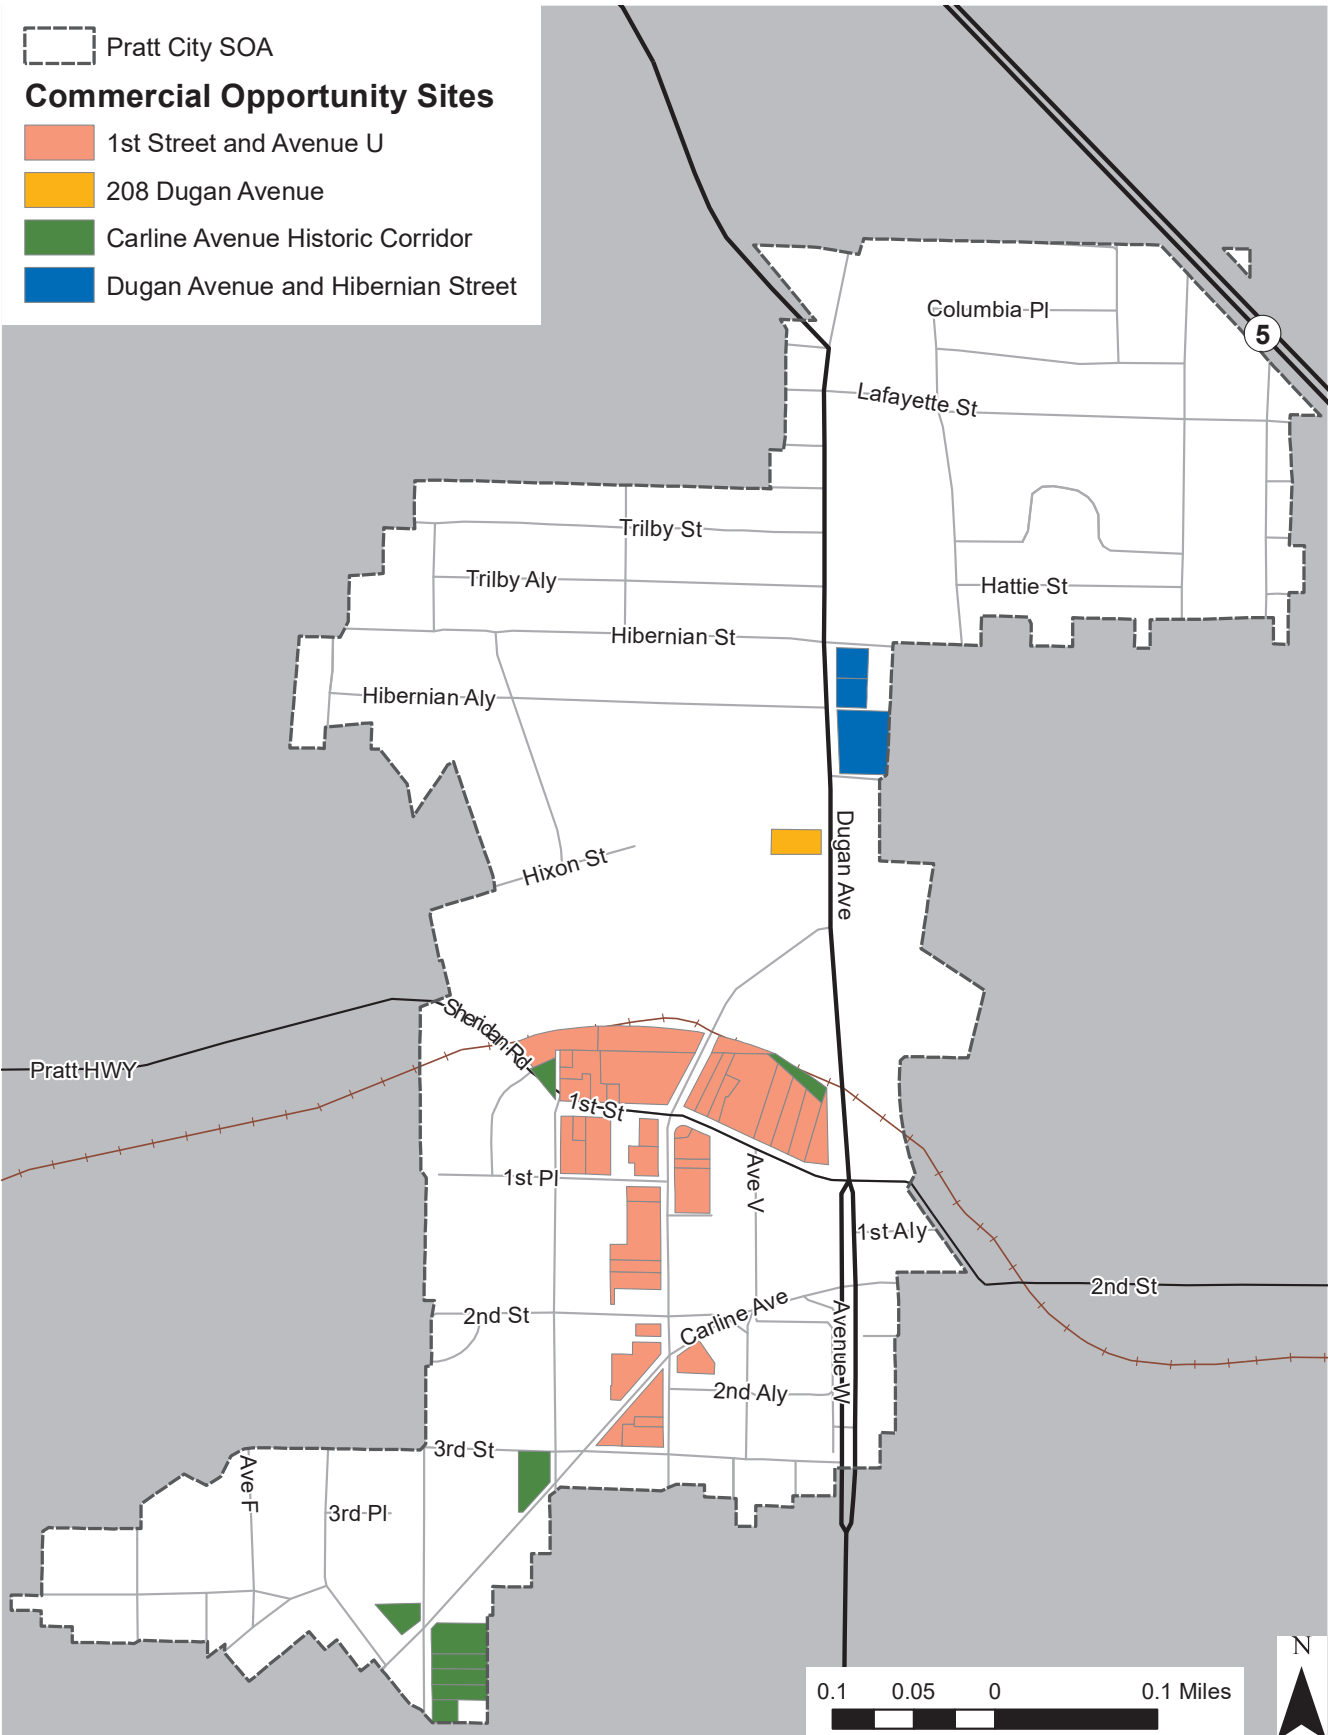 Pratt City SOA
Commercial Opportunity Sites
1st Street and Avenue U
208 Dugan Avenue
Carline Avenue Historic Corridor
Dugan Avenue and Hibernian Street
Columbia Pl
5
Lafayette St
Trilby St
Trilby Aly
Hattie St
Hibernian St
Hibernian Aly
Dugan Ave
Hixon St
Sheridan Rd
Pratt HWY
1st St
1st Pl
Ave V
1st Aly
2nd St
2nd St
Carline Ave
Avenue W
2nd Aly
3rd St
Ave F
3rd Pl
N
0.1 0.05 0 0.1 Miles